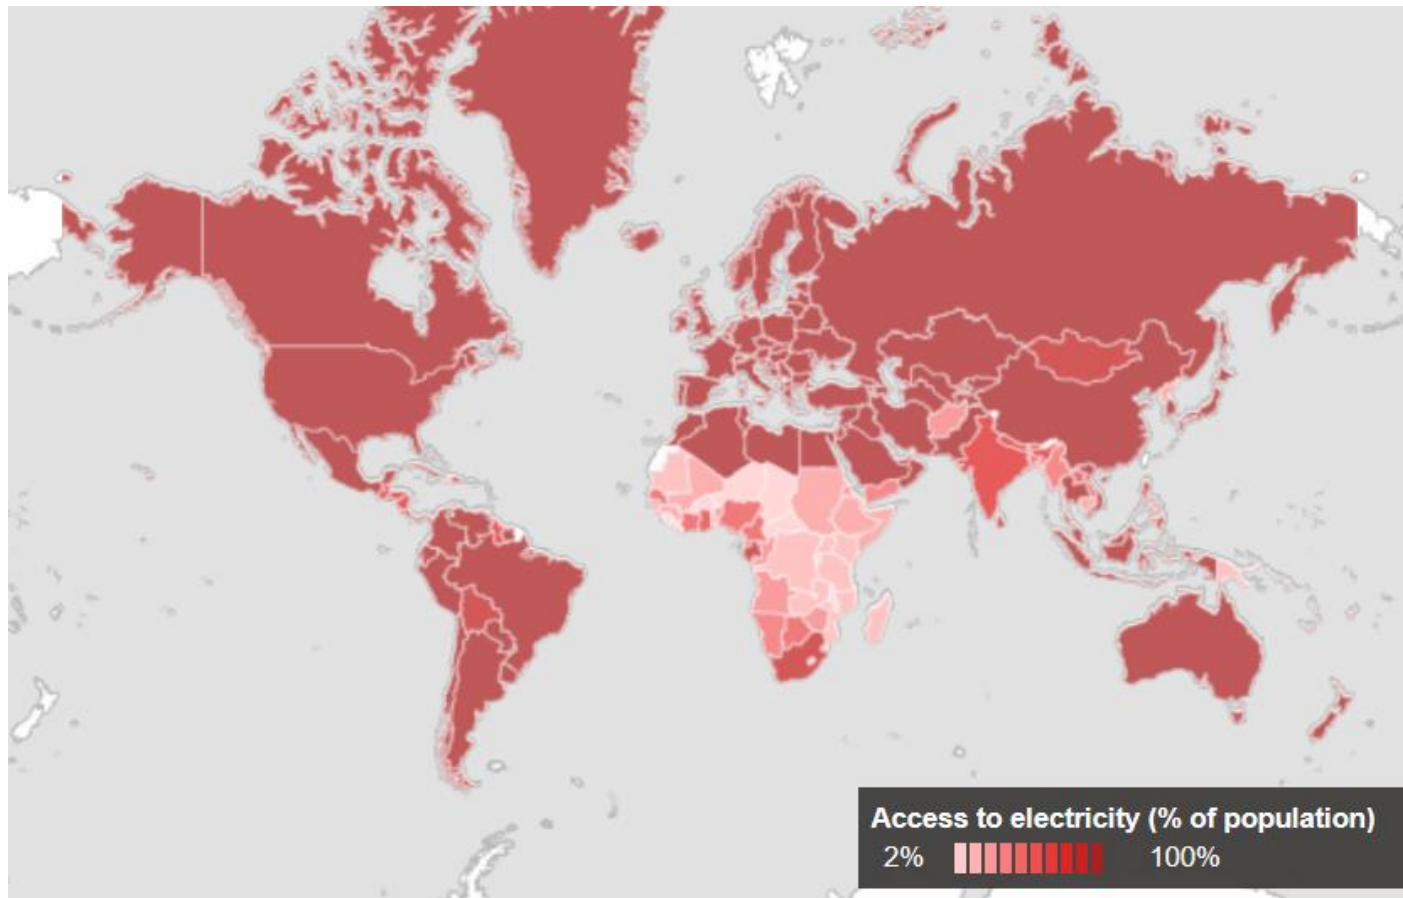 Access to electricity (% of population)
2% 100%